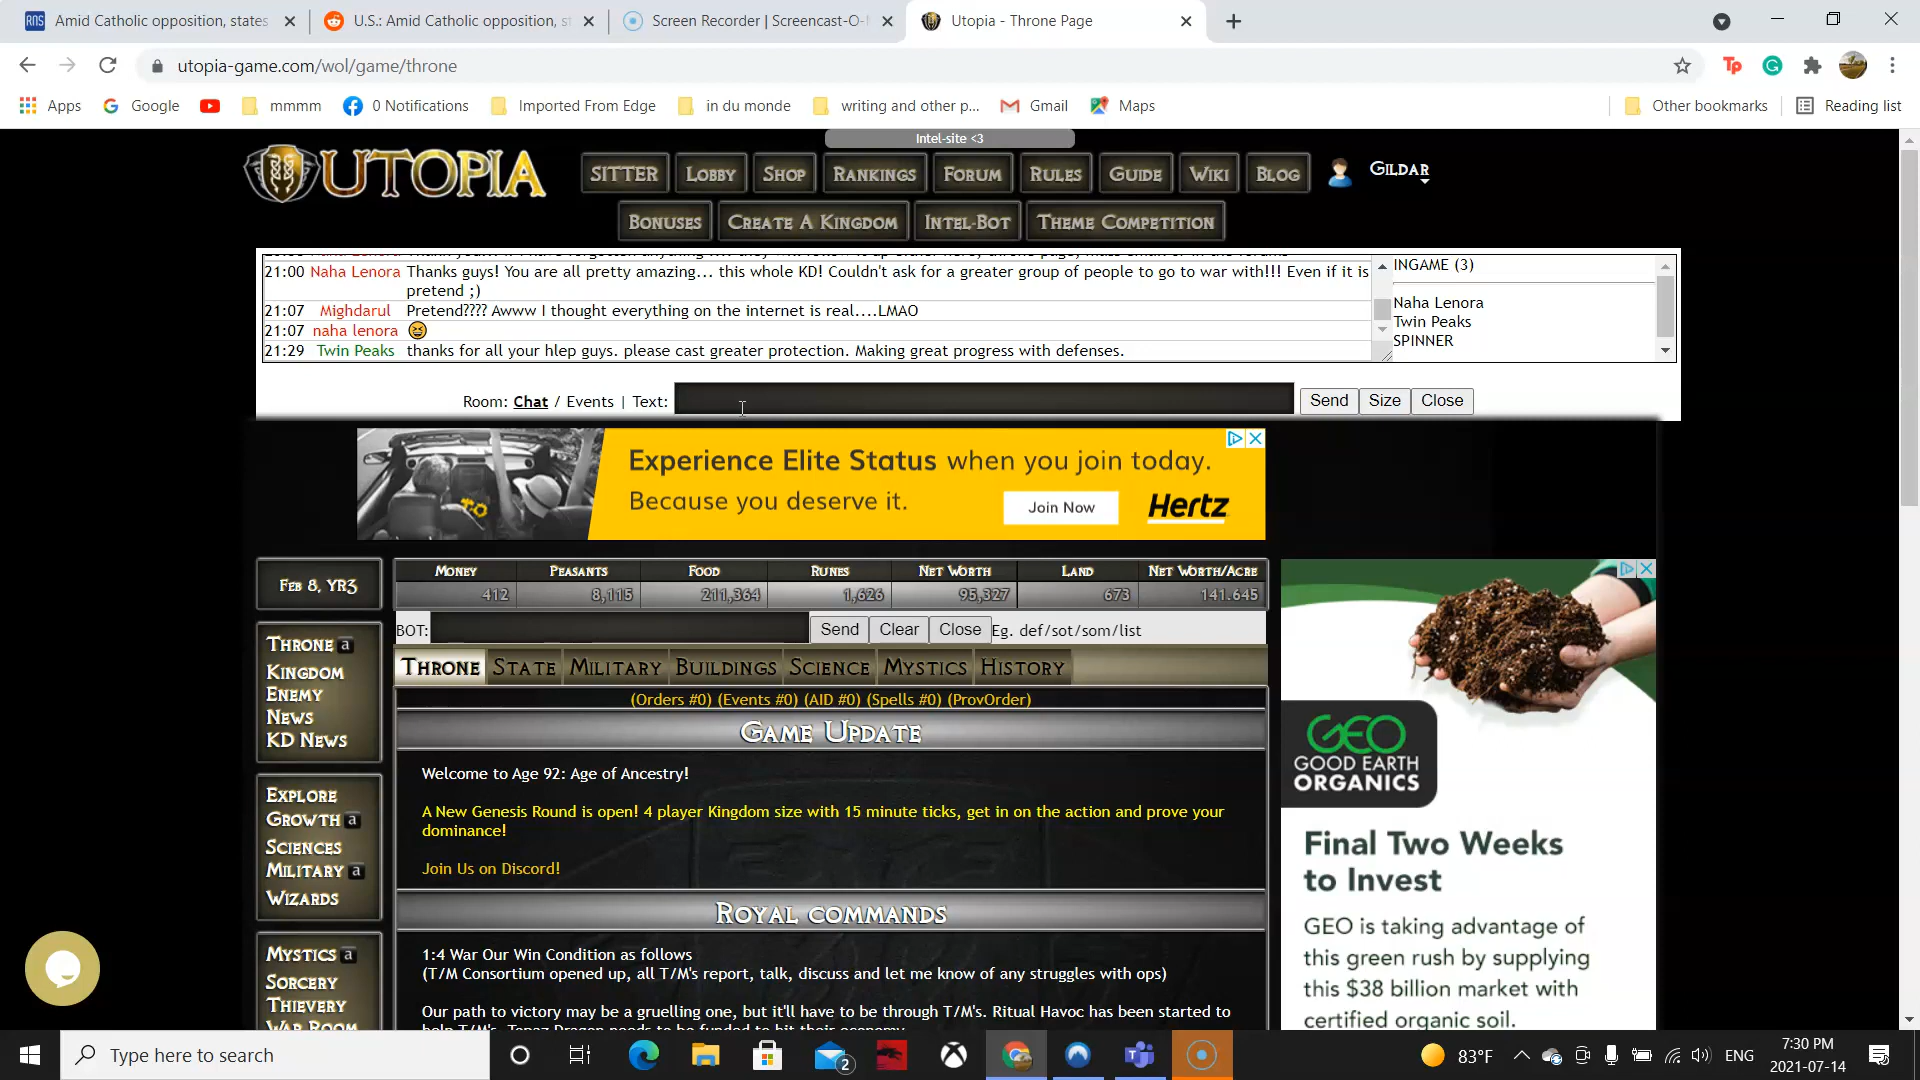 Amid Catholic opposition, states
U.S.: Amid Catholic opposition, s
Screen Recorder | Screencast-O-
Utopia - Throne Page
utopia-game.com/wol/game/throne
Apps
Google
mmmm
0 Notifications
Imported From Edge
in du monde
writing and other p...
Gmail
Maps
Other bookmarks
Reading list
Intel-site <3
UTOPIA
SITTER
LOBBY
SHOP
RANKINGS
FORUM
RULES
GUIDE
WIKI
BLOG
GILDAR
BONUSES
CREATE A KINGDOM
INTEL-BOT
THEME COMPETITION
21:00 Naha Lenora Thanks guys! You are all pretty amazing... this whole KD! Couldn't ask for a greater group of people to go to war with!!! Even if it is
pretend ;)
21:07 Mighdarul Pretend???? Awww I thought everything on the internet is real....LMAO
21:07 naha lenora 😆
21:29 Twin Peaks thanks for all your hlep guys. please cast greater protection. Making great progress with defenses.
INGAME (3)
Naha Lenora
Twin Peaks
SPINNER
Room: Chat / Events | Text:
Send
Size
Close
Experience Elite Status when you join today.
Because you deserve it.
Join Now
Hertz
FEB 8, YR3
MONEY PEASANTS FOOD RUNES NET WORTH LAND NET WORTH/ACRE
412 8,115 211,364 1,626 95,327 673 141.645
BOT:
Send
Clear
Close
Eg. def/sot/som/list
THRONE STATE MILITARY BUILDINGS SCIENCE MYSTICS HISTORY
(Orders #0) (Events #0) (AID #0) (Spells #0) (ProvOrder)
GAME UPDATE
Welcome to Age 92: Age of Ancestry!
A New Genesis Round is open! 4 player Kingdom size with 15 minute ticks, get in on the action and prove your
dominance!
Join Us on Discord!
ROYAL COMMANDS
1:4 War Our Win Condition as follows
(T/M Consortium opened up, all T/M's report, talk, discuss and let me know of any struggles with ops)
Our path to victory may be a gruelling one, but it'll have to be through T/M's. Ritual Havoc has been started to
help T/M's. Topaz Dragon needs to be funded to hit their economy
THRONE a
KINGDOM
ENEMY
NEWS
KD NEWS
EXPLORE
GROWTH a
SCIENCES
MILITARY a
WIZARDS
MYSTICS a
SORCERY
THIEVERY
WAR ROOM
GEO
GOOD EARTH
ORGANICS
Final Two Weeks
to Invest
GEO is taking advantage of
this green rush by supplying
this $38 billion market with
certified organic soil.
Type here to search
2
83°F
ENG
7:30 PM
2021-07-14